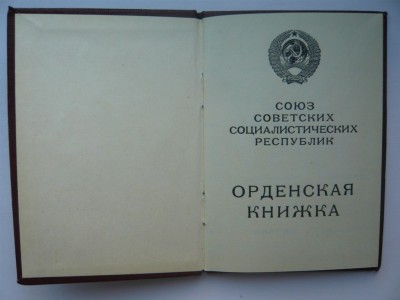 СОЮЗ
СОВЕТСКИХ
СОЦИАЛИСТИЧЕСКИХ
РЕСПУБЛИК
ОРДЕНСКАЯ
КНИЖКА